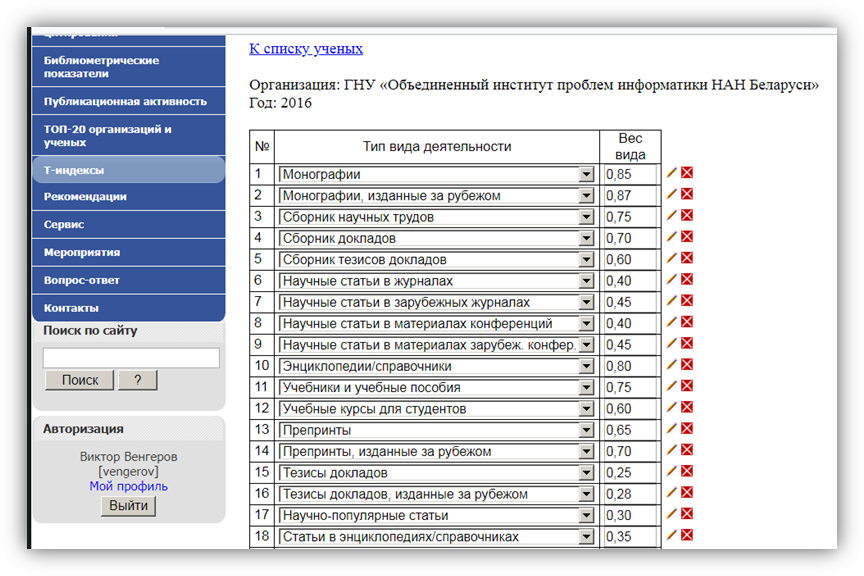 Библиометрические
показатели
Публикационная активность
ТОП-20 организаций и
ученых
Т-индексы
Рекомендации
Сервис
Мероприятия
Вопрос-ответ
Контакты
Поиск по сайту
Поиск ?
Авторизация
Виктор Венгеров
[vengerov]
Мой профиль
Выйти
К списку ученых
Организация: ГНУ «Объединенный институт проблем информатики НАН Беларуси»
Год: 2016
№ Тип вида деятельности Вес вида
1 Монографии 0,85
2 Монографии, изданные за рубежом 0,87
3 Сборник научных трудов 0,75
4 Сборник докладов 0,70
5 Сборник тезисов докладов 0,60
6 Научные статьи в журналах 0,40
7 Научные статьи в зарубежных журналах 0,45
8 Научные статьи в материалах конференций 0,40
9 Научные статьи в материалах зарубеж. конфер. 0,45
10 Энциклопедии/справочники 0,80
11 Учебники и учебные пособия 0,75
12 Учебные курсы для студентов 0,60
13 Препринты 0,65
14 Препринты, изданные за рубежом 0,70
15 Тезисы докладов 0,25
16 Тезисы докладов, изданные за рубежом 0,28
17 Научно-популярные статьи 0,30
18 Статьи в энциклопедиях/справочниках 0,35